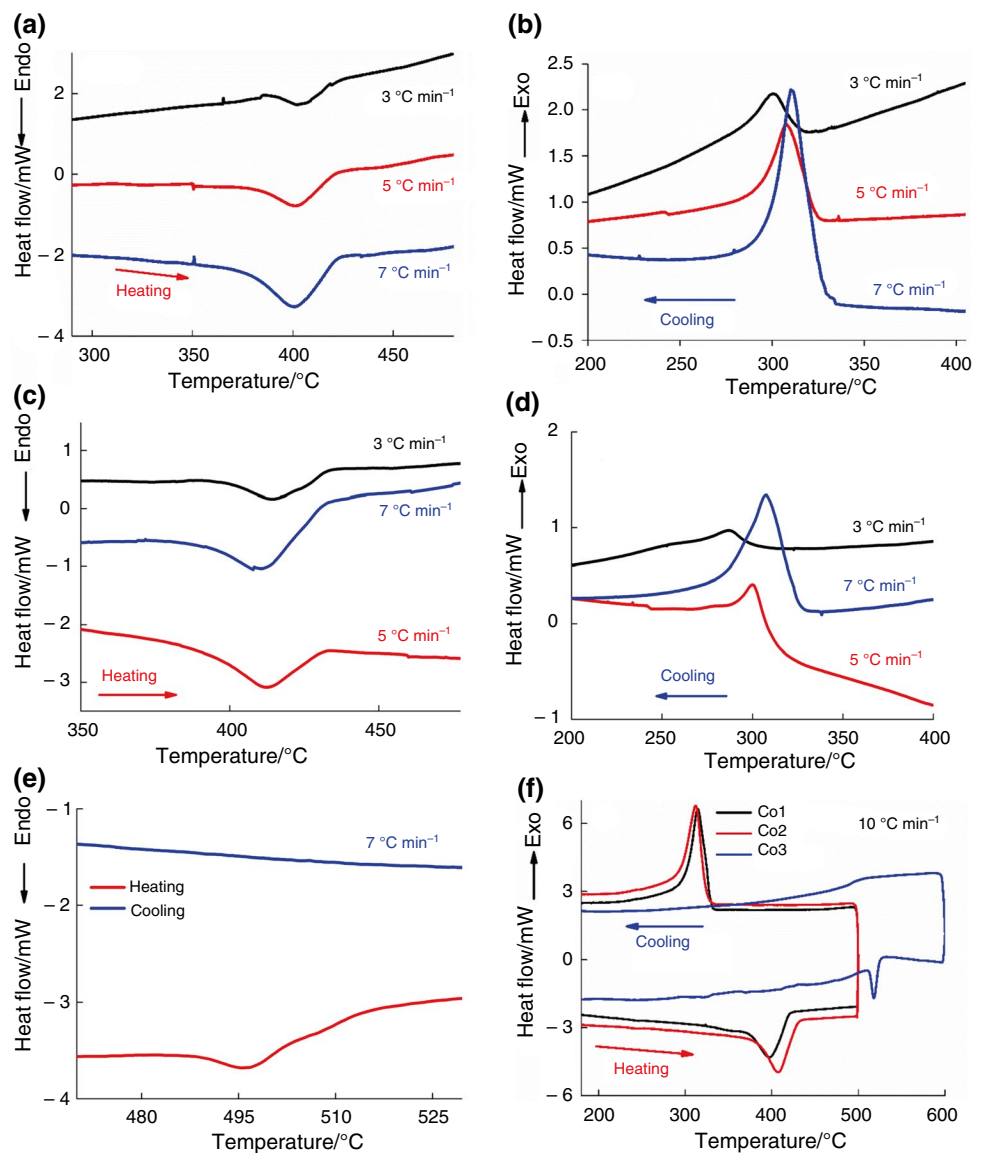 (a)
Heat flow/mW
Endo
2
0
– 2
– 4
3 °C min–1
5 °C min–1
7 °C min–1
Heating
300
350
400
450
Temperature/°C
(b)
Heat flow/mW
Exo
2.5
2.0
1.5
1.0
0.5
0.0
– 0.5
3 °C min–1
5 °C min–1
7 °C min–1
Cooling
200
250
300
350
400
Temperature/°C
(c)
Heat flow/mW
Endo
1
0
– 1
– 2
– 3
3 °C min–1
7 °C min–1
5 °C min–1
Heating
350
400
450
Temperature/°C
(d)
Heat flow/mW
Exo
2
1
0
– 1
3 °C min–1
7 °C min–1
5 °C min–1
Cooling
200
250
300
350
400
Temperature/°C
(e)
Heat flow/mW
Endo
– 1
– 2
– 3
– 4
7 °C min–1
Heating
Cooling
480
495
510
525
Temperature/°C
(f)
Heat flow/mW
Exo
6
3
0
– 3
– 6
Co1
Co2
Co3
10 °C min–1
Cooling
Heating
200
300
400
500
600
Temperature/°C